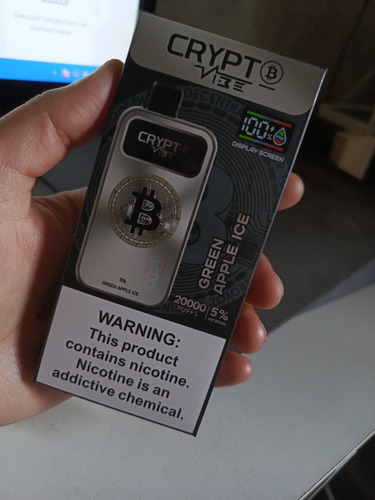 CRYPTO
VIBE
100%
DISPLAY SCREEN
CRYPTO
VIBE
5%
GREEN APPLE ICE
GREEN
APPLE ICE
20000
PUFFS
5%
NICOTINE
WARNING:
This product
contains nicotine.
Nicotine is an
addictive chemical.